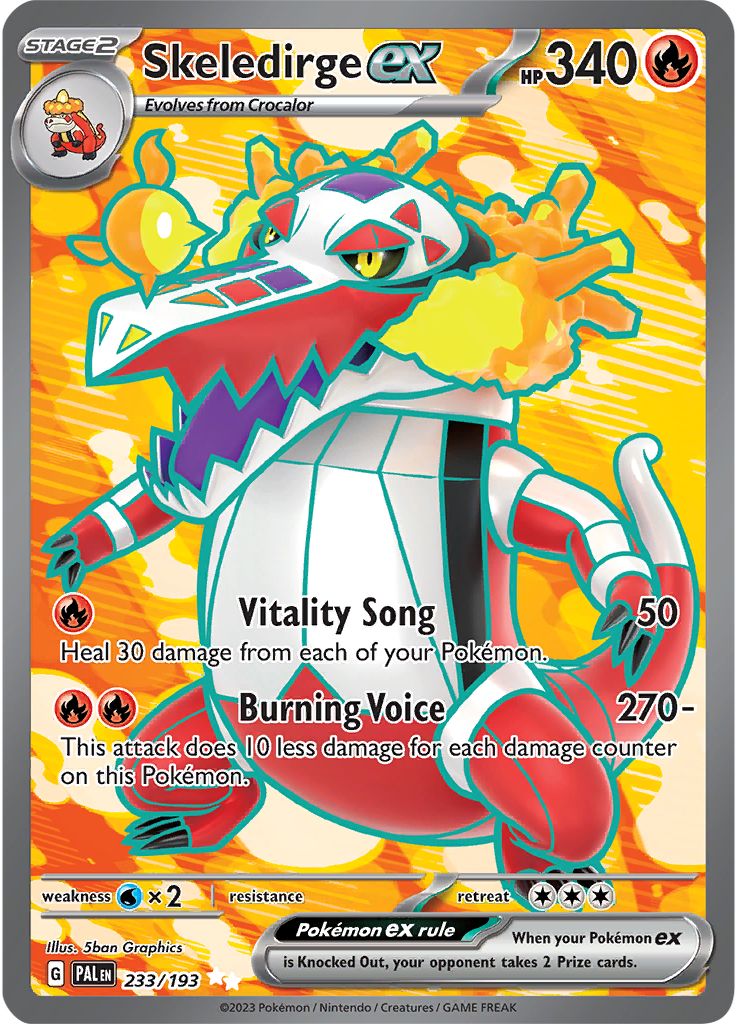 STAGE2
Skeledirge ex
HP 340
Evolves from Crocalor
Vitality Song 50
Heal 30 damage from each of your Pokémon.
Burning Voice 270-
This attack does 10 less damage for each damage counter
on this Pokémon.
weakness ×2 resistance retreat
Illus. 5ban Graphics
Pokémon ex rule When your Pokémon ex
is Knocked Out, your opponent takes 2 Prize cards.
G PAL EN 233/193
©2023 Pokémon / Nintendo / Creatures / GAME FREAK